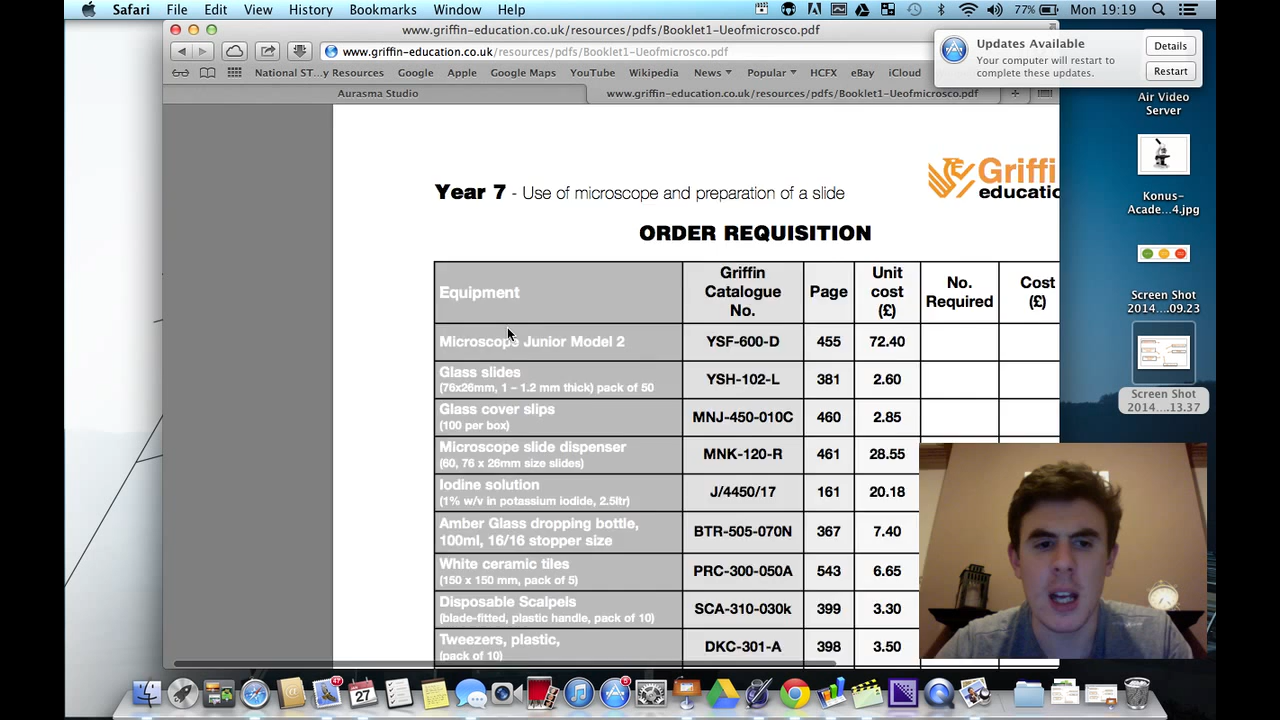 Safari File Edit View History Bookmarks Window Help
77% Mon 19:19
www.griffin-education.co.uk/resources/pdfs/Booklet1-Ueofmicrosco.pdf
www.griffin-education.co.uk/resources/pdfs/Booklet1-Ueofmicrosco.pdf
National ST...y Resources Google Apple Google Maps YouTube Wikipedia News Popular HCFX eBay iCloud
Aurasma Studio
www.griffin-education.co.uk/resources/pdfs/Booklet1-Ueofmicrosco.pdf
Updates Available
Your computer will restart to
complete these updates.
Details
Restart
Air Video
Server
Konus-
Acade...4.jpg
Screen Shot
2014....09.23
Screen Shot
2014....13.37
Year 7 - Use of microscope and preparation of a slide
Griffi
educatio
ORDER REQUISITION
Equipment
Griffin
Catalogue
No.
Page
Unit
cost
(£)
No.
Required
Cost
(£)
Microscope Junior Model 2 YSF-600-D 455 72.40
Glass slides
(76x26mm, 1 – 1.2 mm thick) pack of 50
YSH-102-L 381 2.60
Glass cover slips
(100 per box)
MNJ-450-010C 460 2.85
Microscope slide dispenser
(60, 76 x 26mm size slides)
MNK-120-R 461 28.55
Iodine solution
(1% w/v in potassium iodide, 2.5ltr)
J/4450/17 161 20.18
Amber Glass dropping bottle,
100ml, 16/16 stopper size
BTR-505-070N 367 7.40
White ceramic tiles
(150 x 150 mm, pack of 5)
PRC-300-050A 543 6.65
Disposable Scalpels
(blade-fitted, plastic handle, pack of 10)
SCA-310-030k 399 3.30
Tweezers, plastic,
(pack of 10)
DKC-301-A 398 3.50